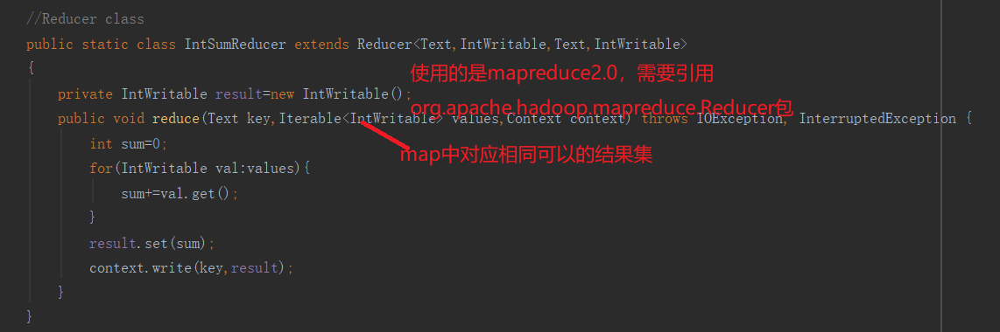 //Reducer class
public static class IntSumReducer extends Reducer<Text,IntWritable,Text,IntWritable>
{
使用的是mapreduce2.0，需要引用
private IntWritable result=new IntWritable();
org.apache.hadoop.mapreduce.Reducer包
public void reduce(Text key,Iterable<IntWritable> values,Context context) throws IOException, InterruptedException {
int sum=0;
map中对应相同可以的结果集
for(IntWritable val:values){
sum+=val.get();
}
result.set(sum);
context.write(key,result);
}
}